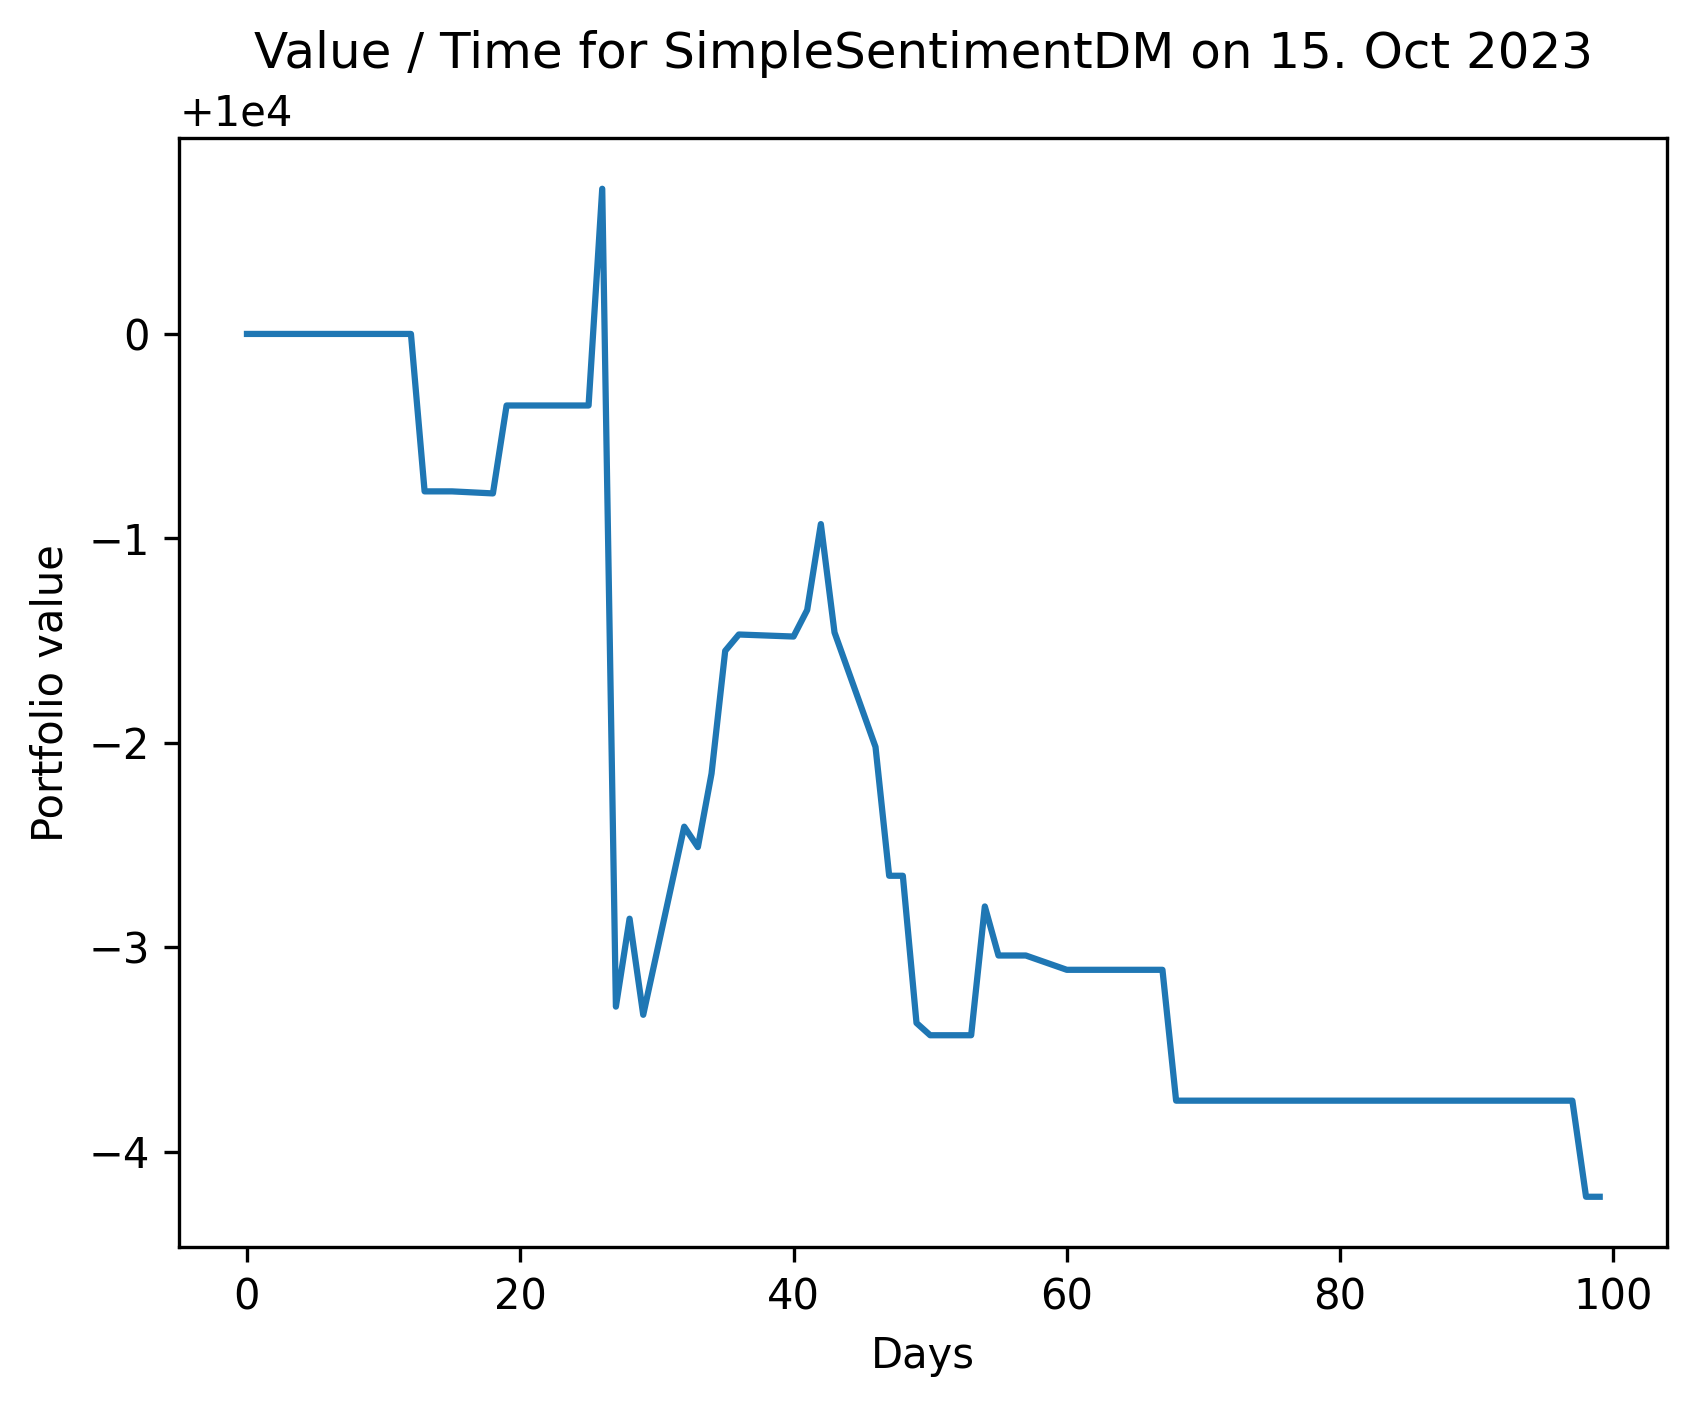 Value / Time for SimpleSentimentDM on 15. Oct 2023
+1e4
0
−1
−2
−3
−4
Portfolio value
0 20 40 60 80 100
Days